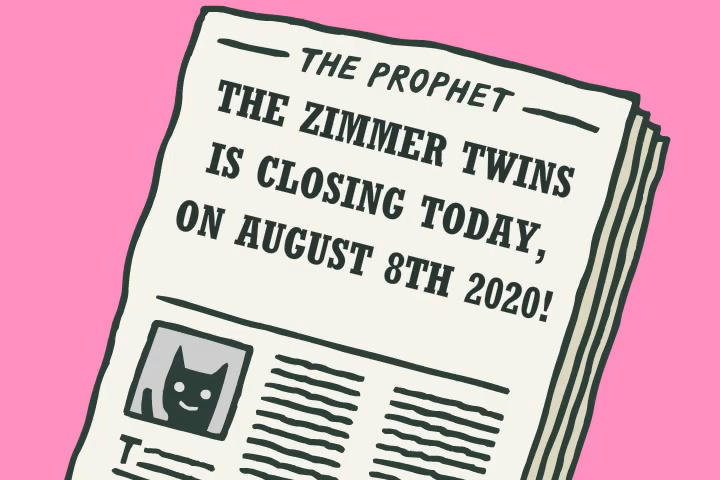 THE PROPHET
THE ZIMMER TWINS
IS CLOSING TODAY,
ON AUGUST 8TH 2020!
T